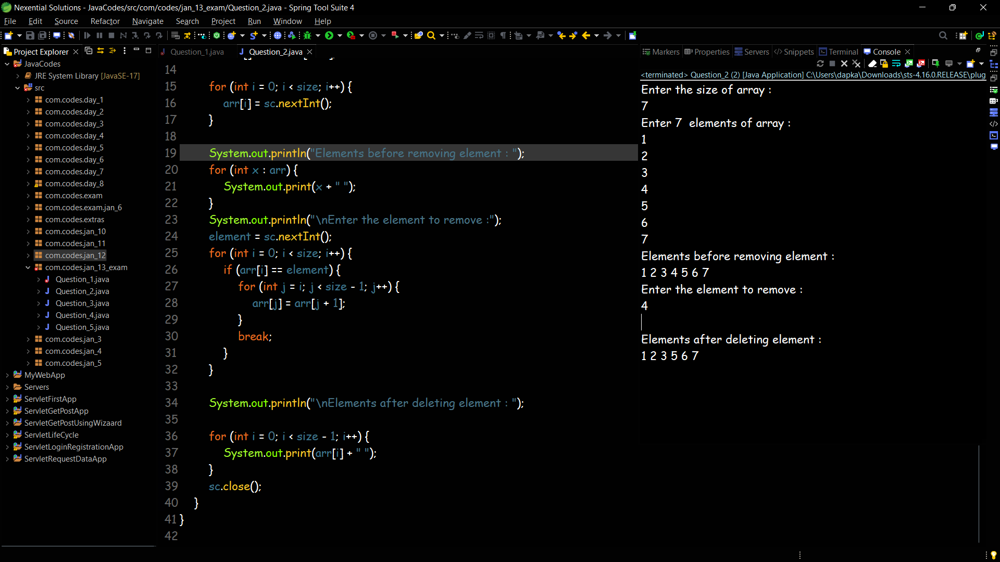 Nexential Solutions - JavaCodes/src/com/codes/jan_13_exam/Question_2.java - Spring Tool Suite 4
File Edit Source Refactor Navigate Search Project Run Window Help
Project Explorer
JavaCodes
JRE System Library [JavaSE-17]
src
com.codes.day_1
com.codes.day_2
com.codes.day_3
com.codes.day_4
com.codes.day_5
com.codes.day_6
com.codes.day_7
com.codes.day_8
com.codes.exam
com.codes.exam.jan_6
com.codes.extras
com.codes.jan_10
com.codes.jan_11
com.codes.jan_12
com.codes.jan_13_exam
Question_1.java
Question_2.java
Question_3.java
Question_4.java
Question_5.java
com.codes.jan_3
com.codes.jan_4
com.codes.jan_5
MyWebApp
Servers
ServletFirstApp
ServletGetPostApp
ServletGetPostUsingWizaard
ServletLifeCycle
ServletLoginRegistrationApp
ServletRequestDataApp
Question_1.java Question_2.java
14
15 for (int i = 0; i < size; i++) {
16 arr[i] = sc.nextInt();
17 }
18
19 System.out.println("Elements before removing element : ");
20 for (int x : arr) {
21 System.out.print(x + " ");
22 }
23 System.out.println("\nEnter the element to remove :");
24 element = sc.nextInt();
25 for (int i = 0; i < size; i++) {
26 if (arr[i] == element) {
27 for (int j = i; j < size - 1; j++) {
28 arr[j] = arr[j + 1];
29 }
30 break;
31 }
32 }
33
34 System.out.println("\nElements after deleting element : ");
35
36 for (int i = 0; i < size - 1; i++) {
37 System.out.print(arr[i] + " ");
38 }
39 sc.close();
40 }
41 }
42
Markers Properties Servers Snippets Terminal Console
<terminated> Question_2 (2) [Java Application] C:\Users\dapka\Downloads\sts-4.16.0.RELEASE\plug
Enter the size of array :
7
Enter 7  elements of array :
1
2
3
4
5
6
7
Elements before removing element :
1 2 3 4 5 6 7
Enter the element to remove :
4
Elements after deleting element :
1 2 3 5 6 7